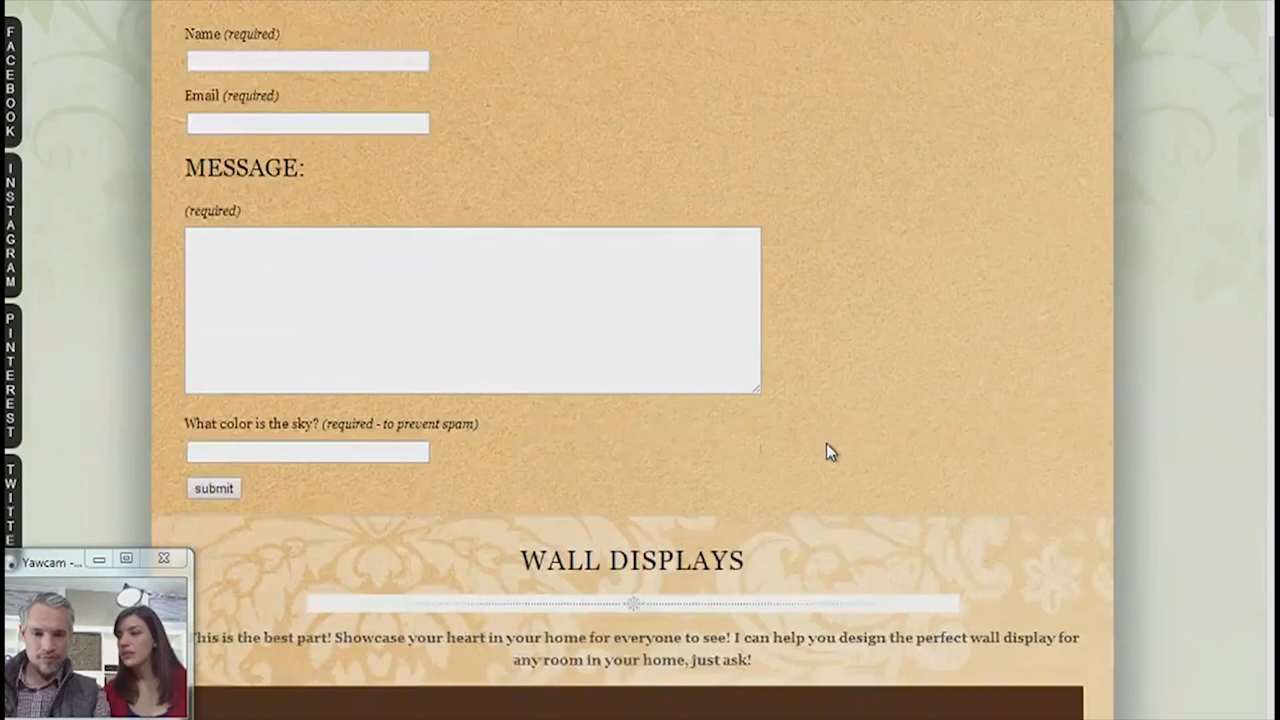 FACEBOOK
INSTAGRAM
PINTEREST
TWITTE
Name (required)
Email (required)
MESSAGE:
(required)
What color is the sky? (required - to prevent spam)
submit
WALL DISPLAYS
This is the best part! Showcase your heart in your home for everyone to see! I can help you design the perfect wall display for
any room in your home, just ask!
Yawcam -...